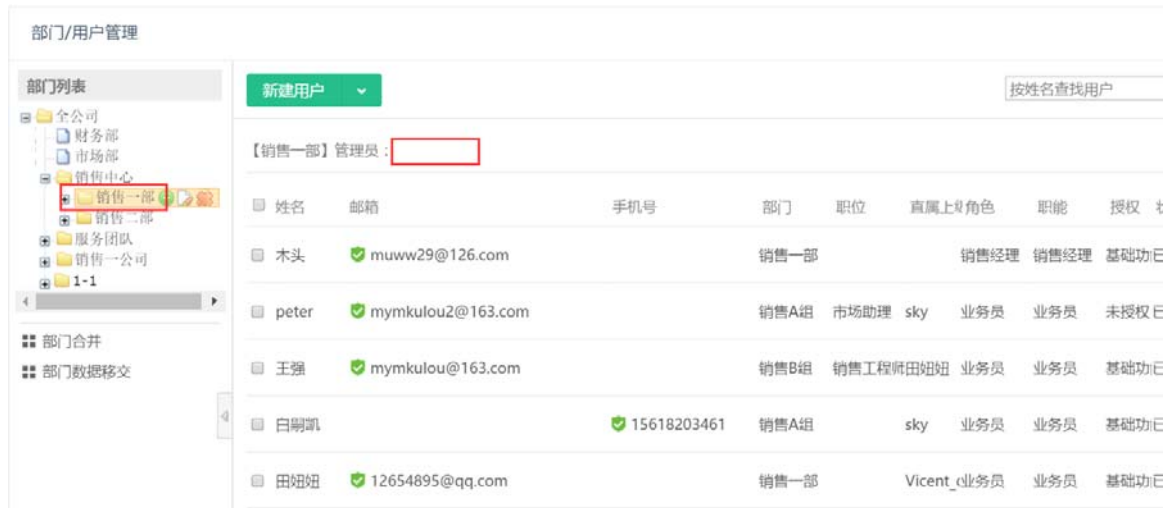 部门/用户管理
部门列表
全公司
财务部
市场部
销售中心
销售一部
销售二部
服务团队
销售一公司
1-1
部门合并
部门数据移交
新建用户
按姓名查找用户
【销售一部】管理员：
姓名 邮箱 手机号 部门 职位 直属上 角色 职能 授权
木头 muww29@126.com 销售一部 销售经理 销售经理 基础功 已
peter mymkulou2@163.com 销售A组 市场助理 sky 业务员 业务员 未授权 已
王强 mymkulou@163.com 销售B组 销售工程师 田妞妞 业务员 业务员 基础功 已
白嗣凯 15618203461 销售A组 sky 业务员 业务员 基础功 已
田妞妞 12654895@qq.com 销售一部 Vicent_ 业务员 业务员 基础功 已